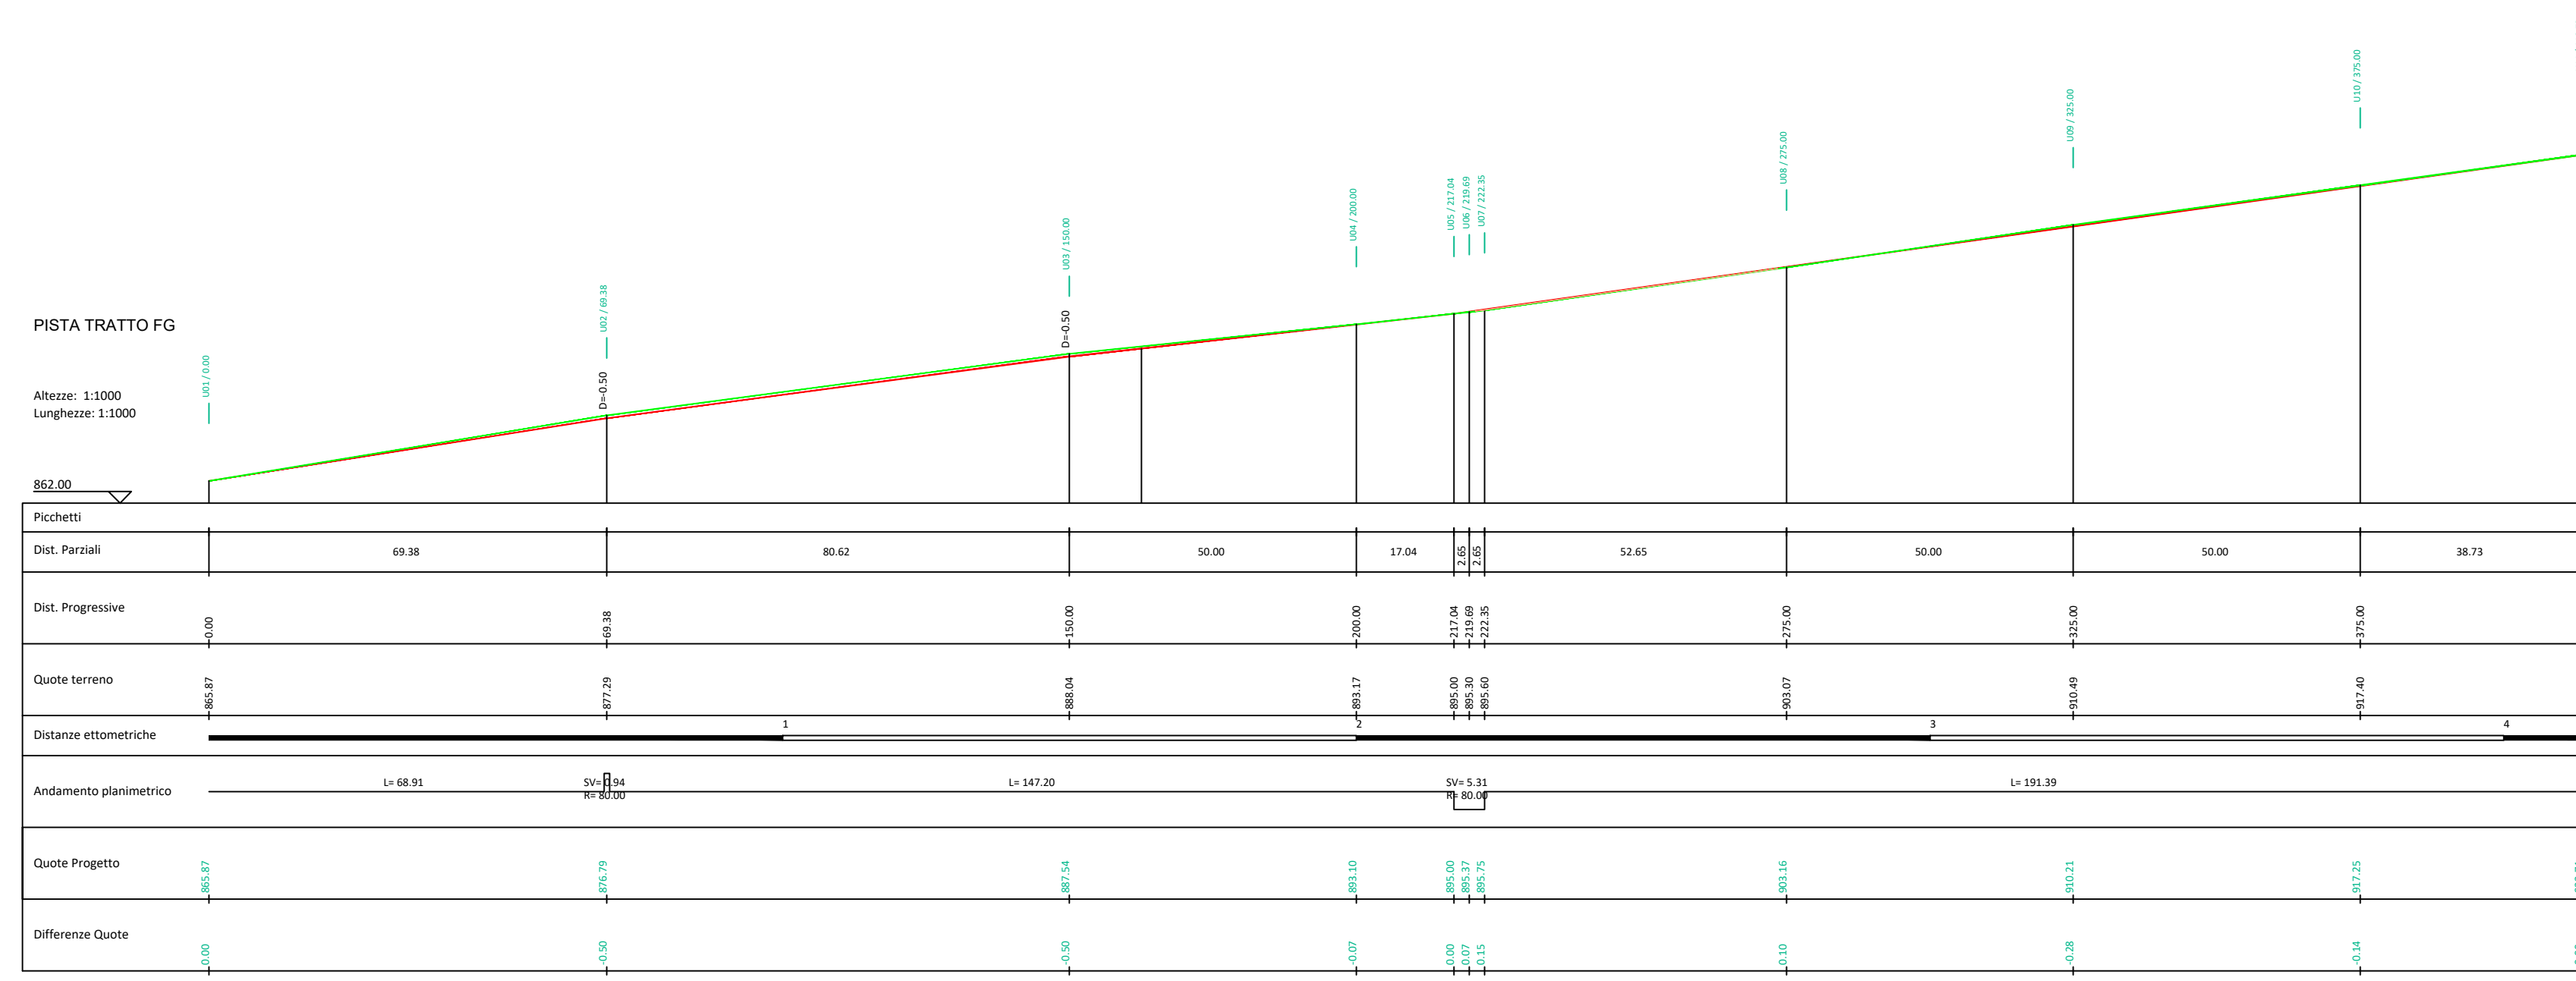 U10 / 375.00
U09 / 325.00
U08 / 275.00
U05 / 217.04
U06 / 219.69
U07 / 222.35
U04 / 200.00
U03 / 150.00
U02 / 69.38
U01 / 0.00
D=-0.50
D=-0.50
PISTA TRATTO FG
Altezze: 1:1000
Lunghezze: 1:1000
862.00
Picchetti
Dist. Parziali 69.38 80.62 50.00 17.04 2.65 2.65 52.65 50.00 50.00 38.73
Dist. Progressive 0.00 69.38 150.00 200.00 217.04 219.69 222.35 275.00 325.00 375.00
Quote terreno 865.87 877.29 888.04 893.17 895.00 895.30 895.60 903.07 910.49 917.40
1 2 3 4
Distanze ettometriche
L= 68.91 SV= 0.94 L= 147.20 SV= 5.31 L= 191.39
Andamento planimetrico R= 80.00 R= 80.00
Quote Progetto 865.87 876.79 887.54 893.10 895.00 895.37 895.75 903.16 910.21 917.25
Differenze Quote 0.00 -0.50 -0.50 -0.07 0.00 0.07 0.15 0.10 -0.28 -0.14